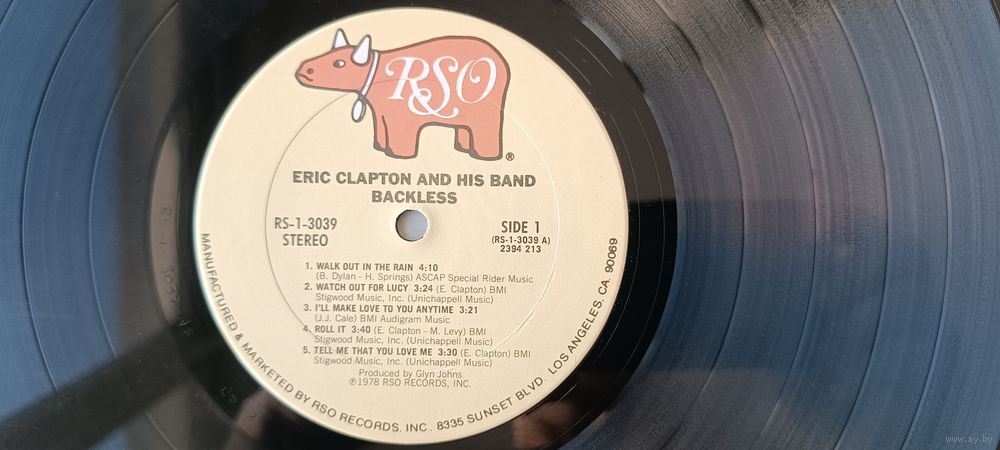 RSO
®
ERIC CLAPTON AND HIS BAND
BACKLESS
RS-1-3039
STEREO
SIDE 1
(RS-1-3039 A)
2394 213
1. WALK OUT IN THE RAIN 4:10
(B. Dylan - H. Springs) ASCAP Special Rider Music
2. WATCH OUT FOR LUCY 3:24 (E. Clapton) BMI
Stigwood Music, Inc. (Unichappell Music)
3. I'LL MAKE LOVE TO YOU ANYTIME 3:21
(J.J. Cale) BMI Audigram Music
4. ROLL IT 3:40 (E. Clapton - M. Levy) BMI
Stigwood Music, Inc. (Unichappell Music)
5. TELL ME THAT YOU LOVE ME 3:30 (E. Clapton) BMI
Stigwood Music, Inc. (Unichappell Music)
Produced by Glyn Johns
℗1978 RSO RECORDS, INC.
MANUFACTURED & MARKETED BY RSO RECORDS, INC., 8335 SUNSET BLVD. LOS ANGELES, CA. 90069
www.ay.by